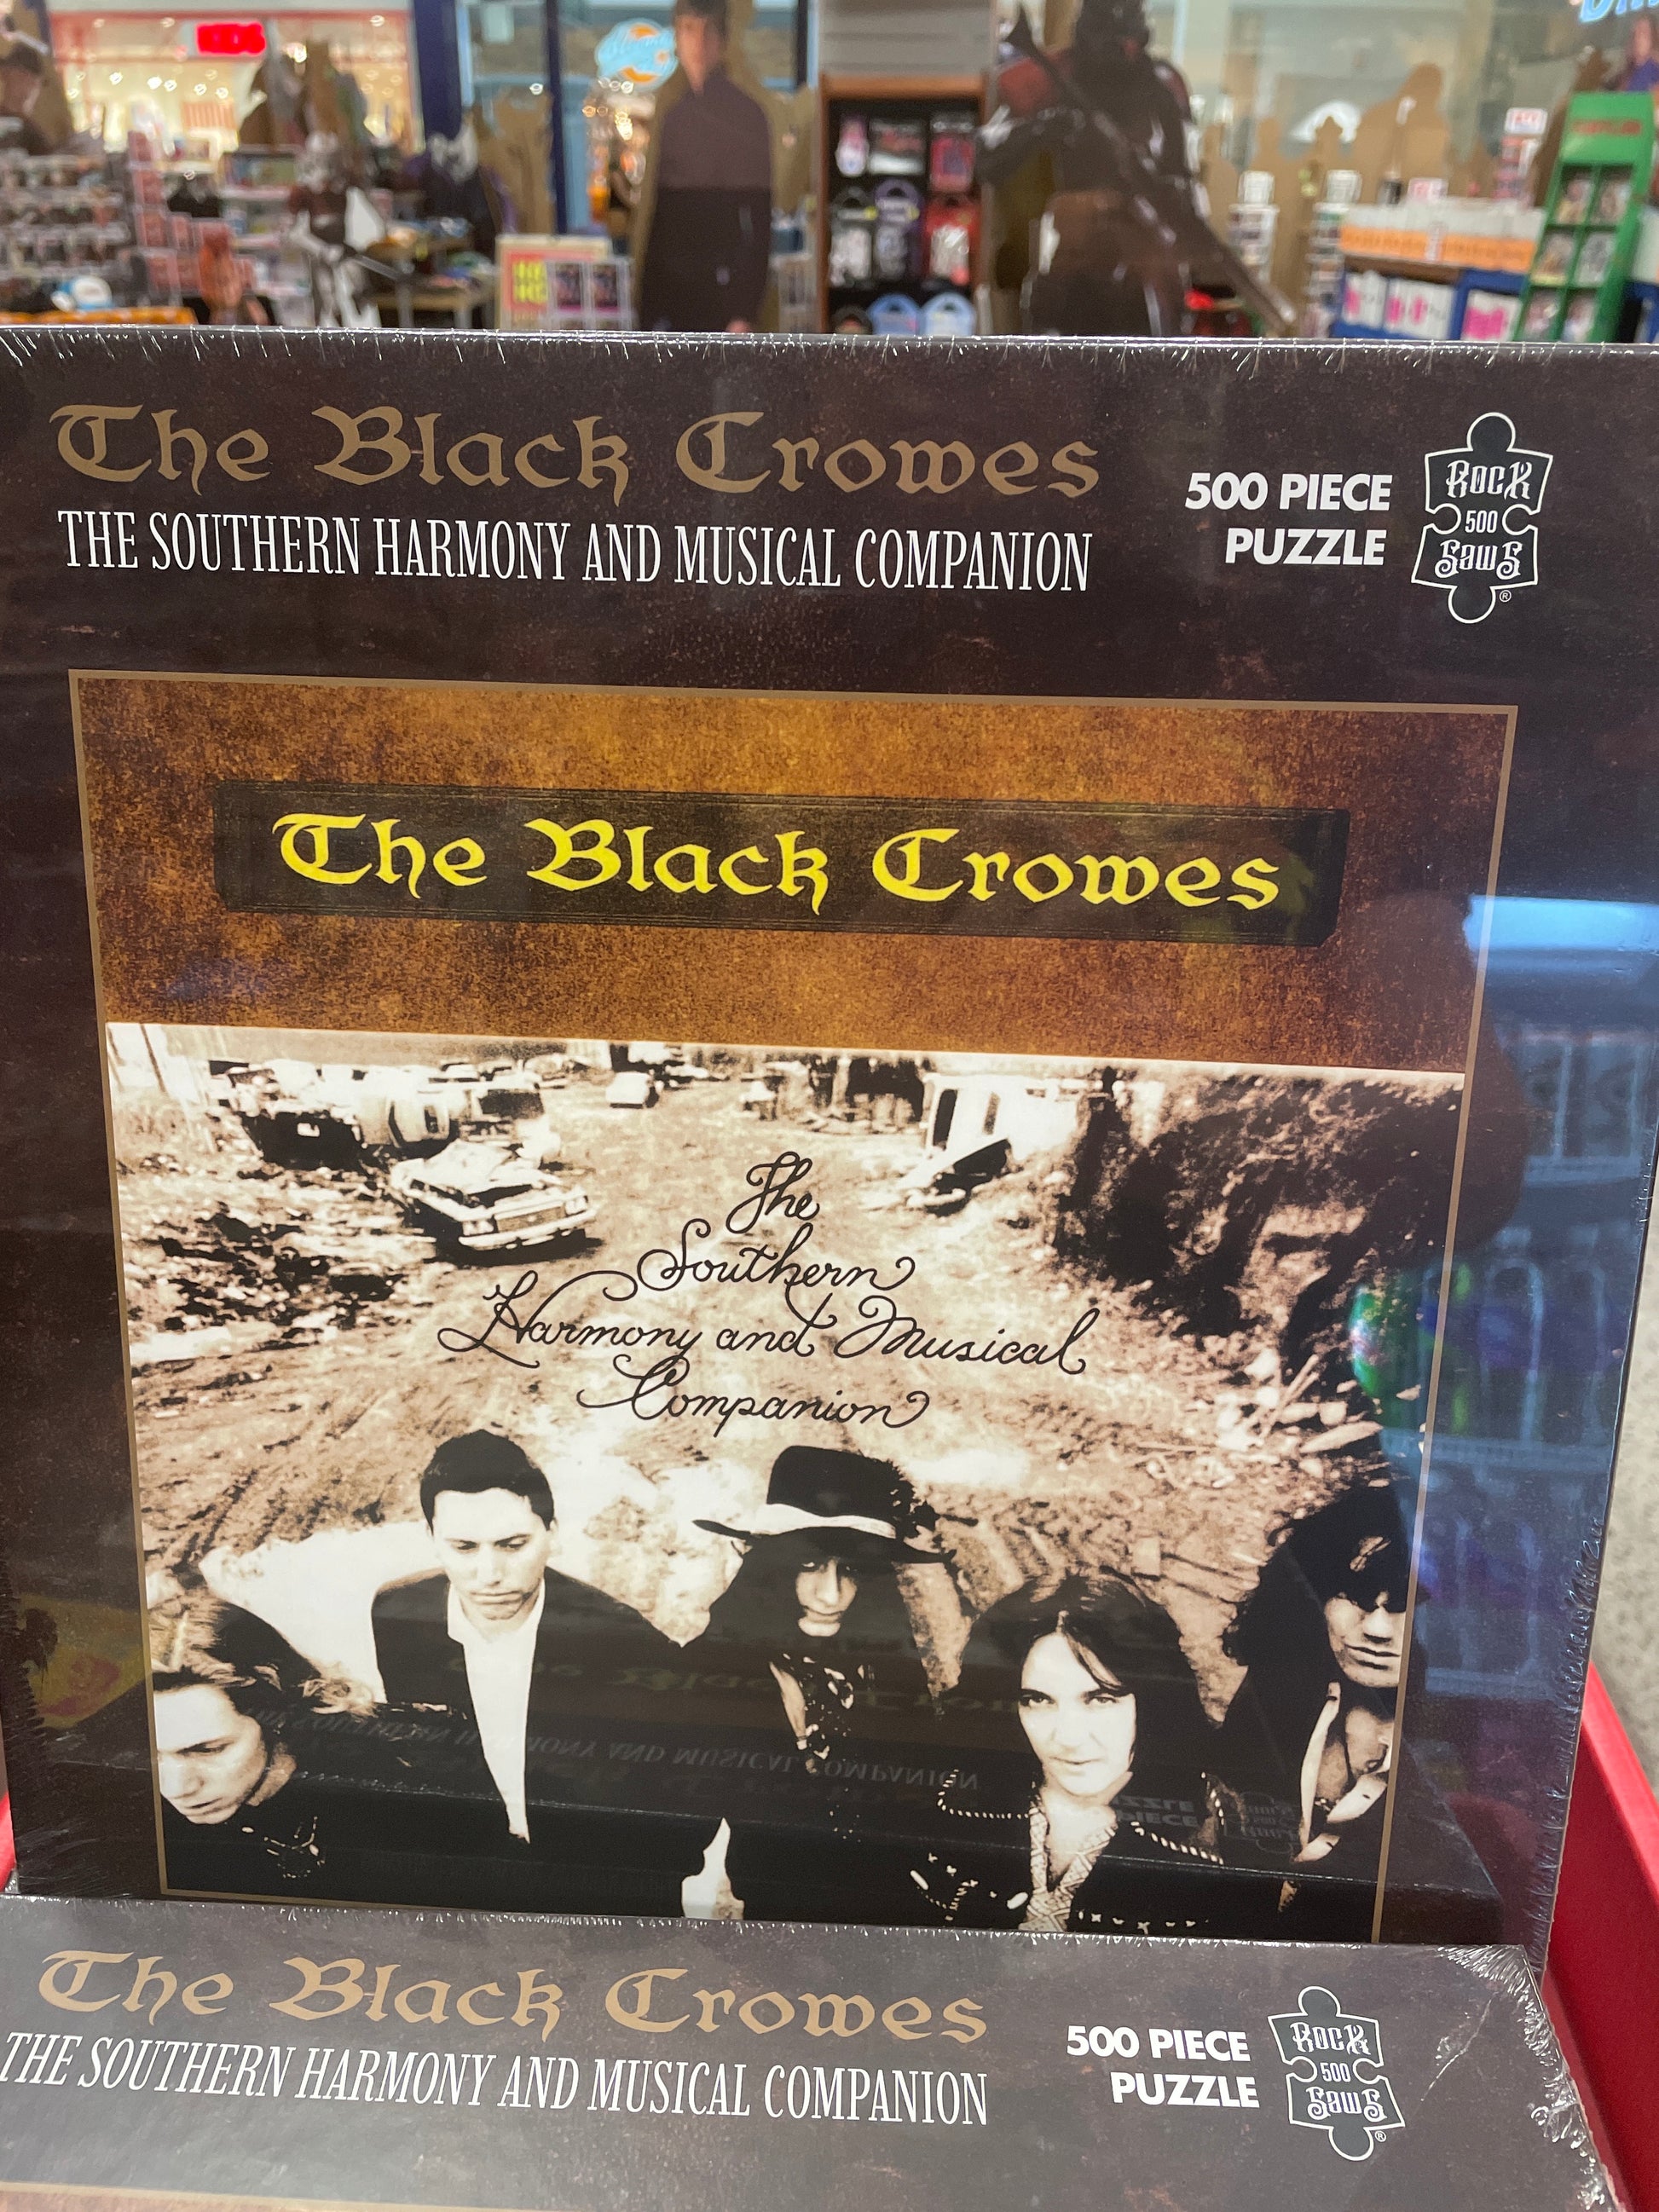 KIDS
The Black Crowes
THE SOUTHERN HARMONY AND MUSICAL COMPANION
500 PIECE
PUZZLE
ROCK
500
SAWS
®
The Black Crowes
The
Southern
Harmony and Musical
Companion
The Black Crowes
THE SOUTHERN HARMONY AND MUSICAL COMPANION
500 PIECE
PUZZLE
ROCK
500
SAWS
®